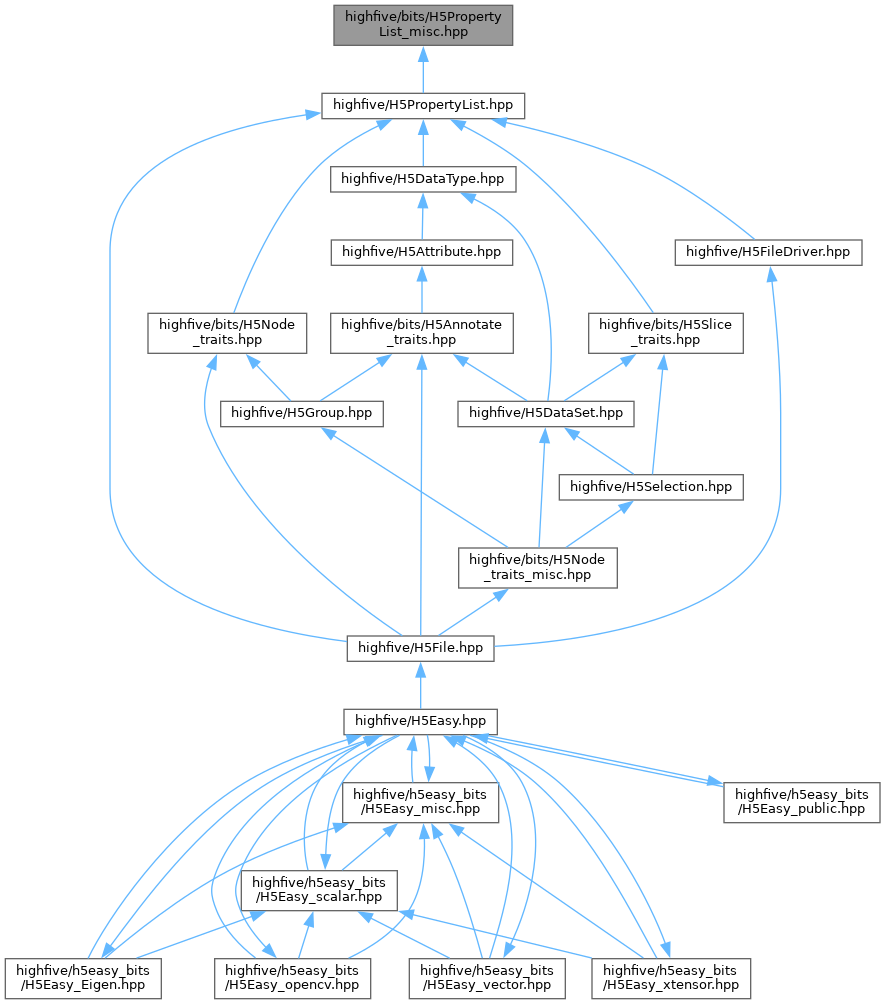 highfive/bits/H5Property
List_misc.hpp
highfive/H5PropertyList.hpp
highfive/H5DataType.hpp
highfive/H5Attribute.hpp
highfive/H5FileDriver.hpp
highfive/bits/H5Node
_traits.hpp
highfive/bits/H5Annotate
_traits.hpp
highfive/bits/H5Slice
_traits.hpp
highfive/H5Group.hpp
highfive/H5DataSet.hpp
highfive/H5Selection.hpp
highfive/bits/H5Node
_traits_misc.hpp
highfive/H5File.hpp
highfive/H5Easy.hpp
highfive/h5easy_bits
/H5Easy_misc.hpp
highfive/h5easy_bits
/H5Easy_public.hpp
highfive/h5easy_bits
/H5Easy_scalar.hpp
highfive/h5easy_bits
/H5Easy_Eigen.hpp
highfive/h5easy_bits
/H5Easy_opencv.hpp
highfive/h5easy_bits
/H5Easy_vector.hpp
highfive/h5easy_bits
/H5Easy_xtensor.hpp